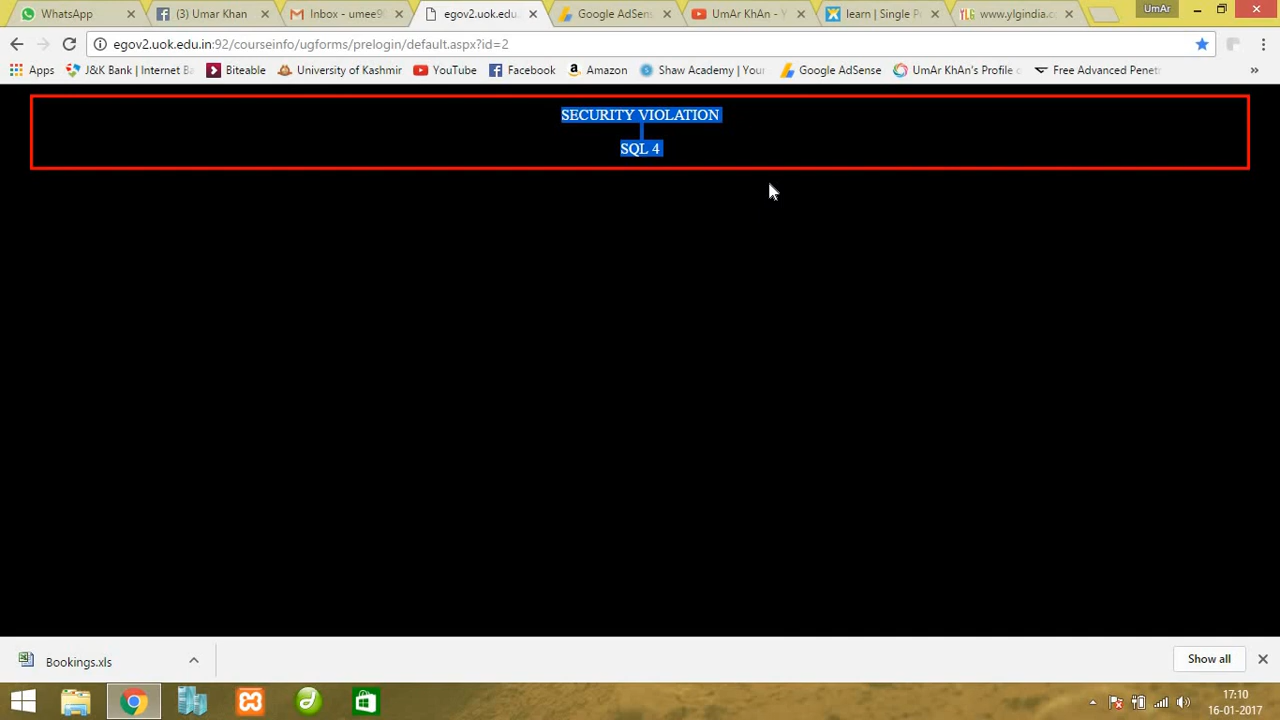 WhatsApp
(3) Umar Khan
Inbox - umee9
egov2.uok.edu.
Google AdSens
UmAr KhAn - Y
learn | Single P
www.ylgindia.c
UmAr
egov2.uok.edu.in:92/courseinfo/ugforms/prelogin/default.aspx?id=2
Apps
J&K Bank | Internet Ba
Biteable
University of Kashmir
YouTube
Facebook
Amazon
Shaw Academy | Your
Google AdSense
UmAr KhAn's Profile
Free Advanced Penet
»
SECURITY VIOLATION
SQL 4
Bookings.xls
Show all
17:10
16-01-2017